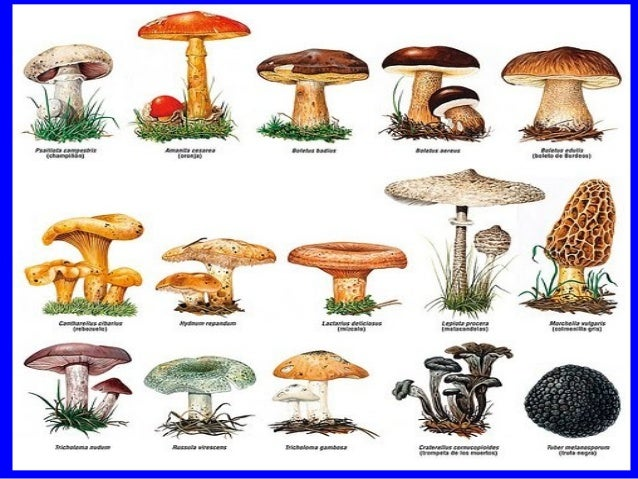 Psalliota campestris
(champiñón)
Amanita cesarea
(oronja)
Boletus badius
Boletus aereus
Boletus edulis
(boleto de Burdeos)
Cantharellus cibarius
(rebozuelo)
Hydnum repandum
Lactarius deliciosus
(mízcalo)
Lepiota procera
(matacandelas)
Morchella vulgaris
(colmenilla gris)
Tricholoma nudum
Russula virescens
Tricholoma gambosa
Craterellus cornucopioides
(trompeta de los muertos)
Tuber melanosporum
(trufa negra)